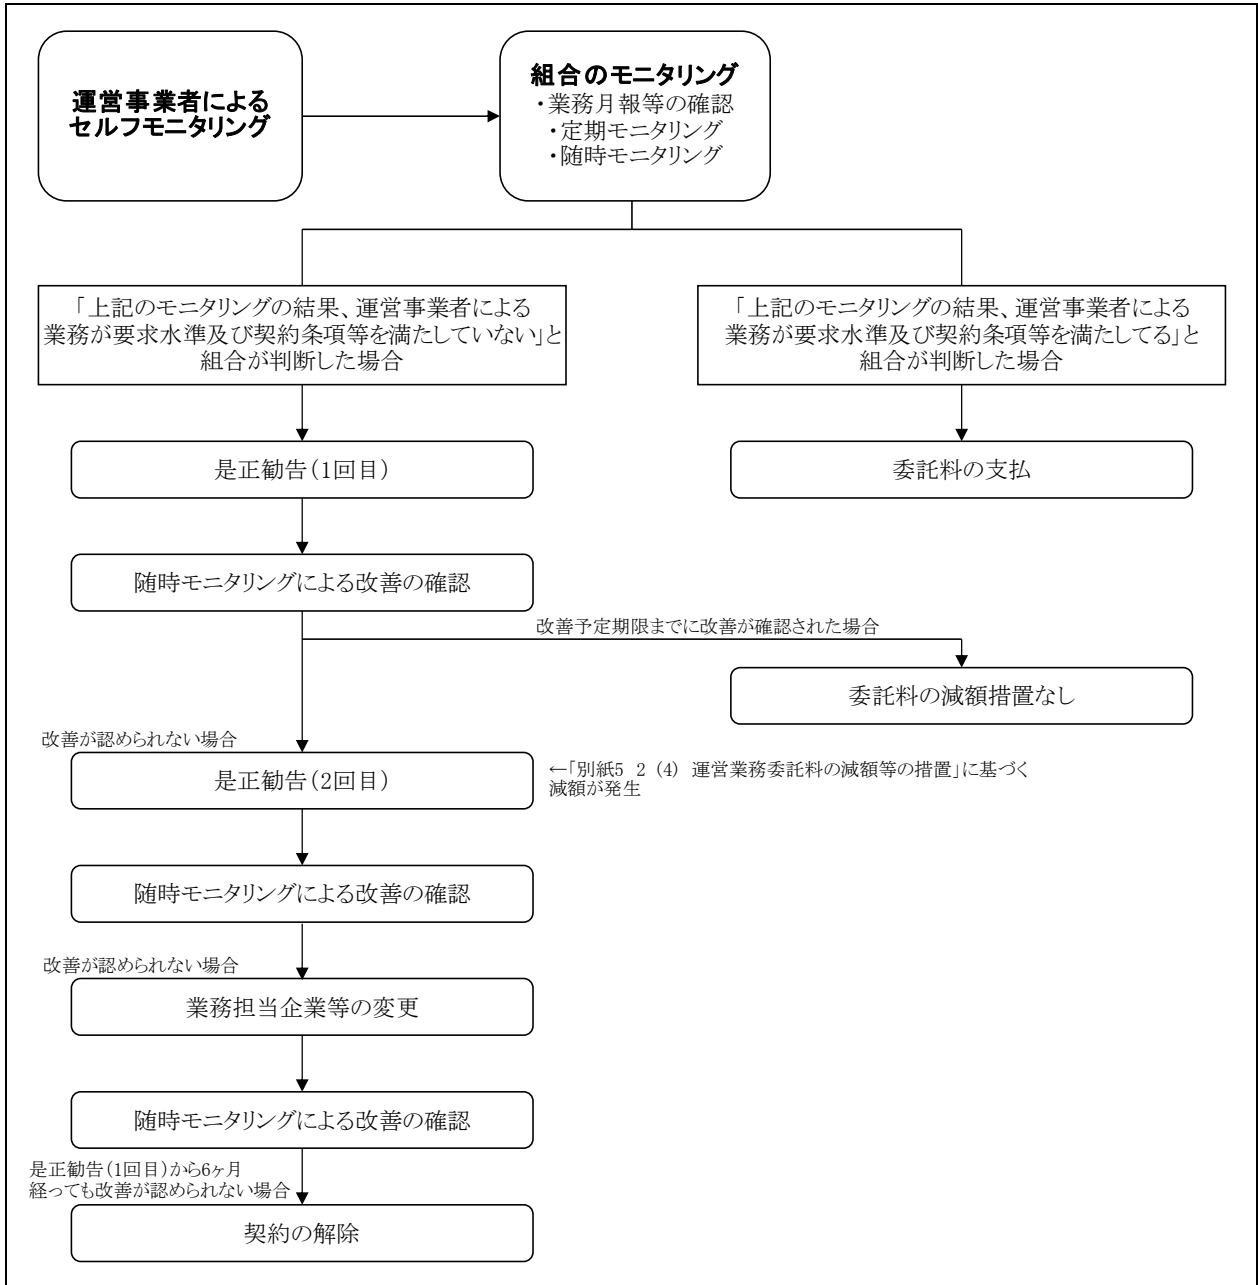 運営事業者による
セルフモニタリング
組合のモニタリング
・業務月報等の確認
・定期モニタリング
・随時モニタリング
「上記のモニタリングの結果、運営事業者による
業務が要求水準及び契約条項等を満たしていない」と
組合が判断した場合
「上記のモニタリングの結果、運営事業者による
業務が要求水準及び契約条項等を満たしてる」と
組合が判断した場合
是正勧告(1回目)
委託料の支払
随時モニタリングによる改善の確認
改善予定期限までに改善が確認された場合
委託料の減額措置なし
改善が認められない場合
是正勧告(2回目)
←「別紙5 2 (4) 運営業務委託料の減額等の措置」に基づく
減額が発生
随時モニタリングによる改善の確認
改善が認められない場合
業務担当企業等の変更
随時モニタリングによる改善の確認
是正勧告(1回目)から6ヶ月
経っても改善が認められない場合
契約の解除